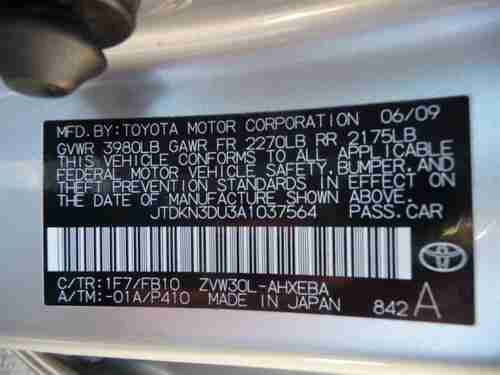 MFD. BY: TOYOTA MOTOR CORPORATION 06/09
GVWR 3980LB GAWR FR 2270LB RR 2175LB
THIS VEHICLE CONFORMS TO ALL APPLICABLE
FEDERAL MOTOR VEHICLE SAFETY, BUMPER, AND
THEFT PREVENTION STANDARDS IN EFFECT ON
THE DATE OF MANUFACTURE SHOWN ABOVE.
JTDKN3DU3A1037564 PASS. CAR
C/TR: 1F7/FB10 ZVW30L-AHXEBA
A/TM: -01A/P410 MADE IN JAPAN 842A